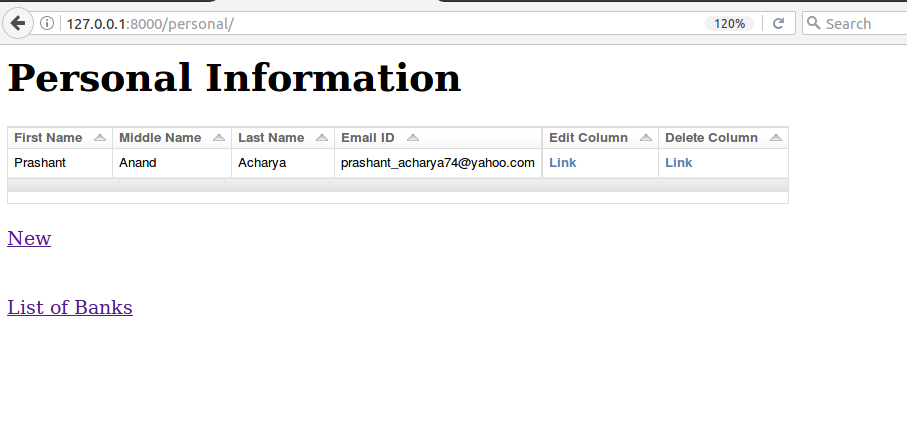 127.0.0.1:8000/personal/ 120% Search
Personal Information
First Name Middle Name Last Name Email ID Edit Column Delete Column
Prashant Anand Acharya prashant_acharya74@yahoo.com Link Link
New
List of Banks